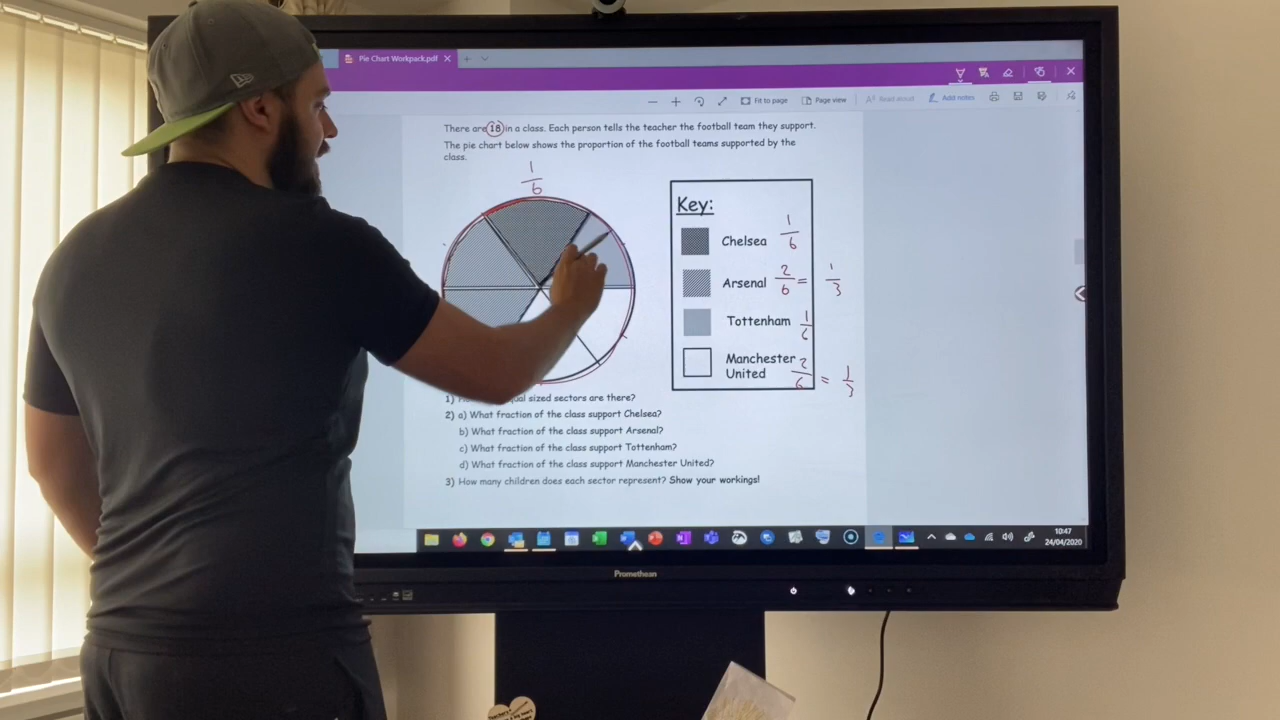 Pie Chart Workpack.pdf
Fit to page
Page view
Read aloud
Add notes
There are 18 in a class. Each person tells the teacher the football team they support.
The pie chart below shows the proportion of the football teams supported by the
class.
1/6
Key:
Chelsea 1/6
Arsenal 2/6 = 1/3
Tottenham 1/6
Manchester
United 2/6 = 1/3
1) sized sectors are there?
2) a) What fraction of the class support Chelsea?
b) What fraction of the class support Arsenal?
c) What fraction of the class support Tottenham?
d) What fraction of the class support Manchester United?
3) How many children does each sector represent? Show your workings!
10:47
24/04/2020
Promethean